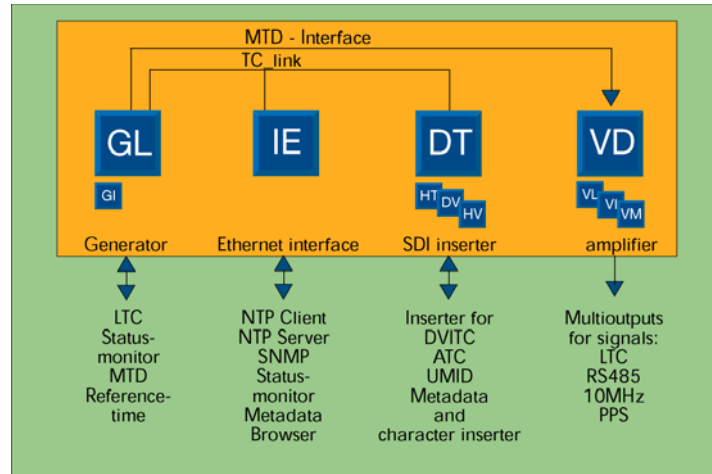 MTD - Interface
TC_link
GL
IE
DT
VD
GI
HT
DV
HV
VL
VI
VM
Generator
Ethernet interface
SDI inserter
amplifier
LTC
Status-
monitor
MTD
Reference-
time
NTP Client
NTP Server
SNMP
Status-
monitor
Metadata
Browser
Inserter for
DVITC
ATC
UMID
Metadata
and
character inserter
Multioutputs
for signals:
LTC
RS485
10MHz
PPS